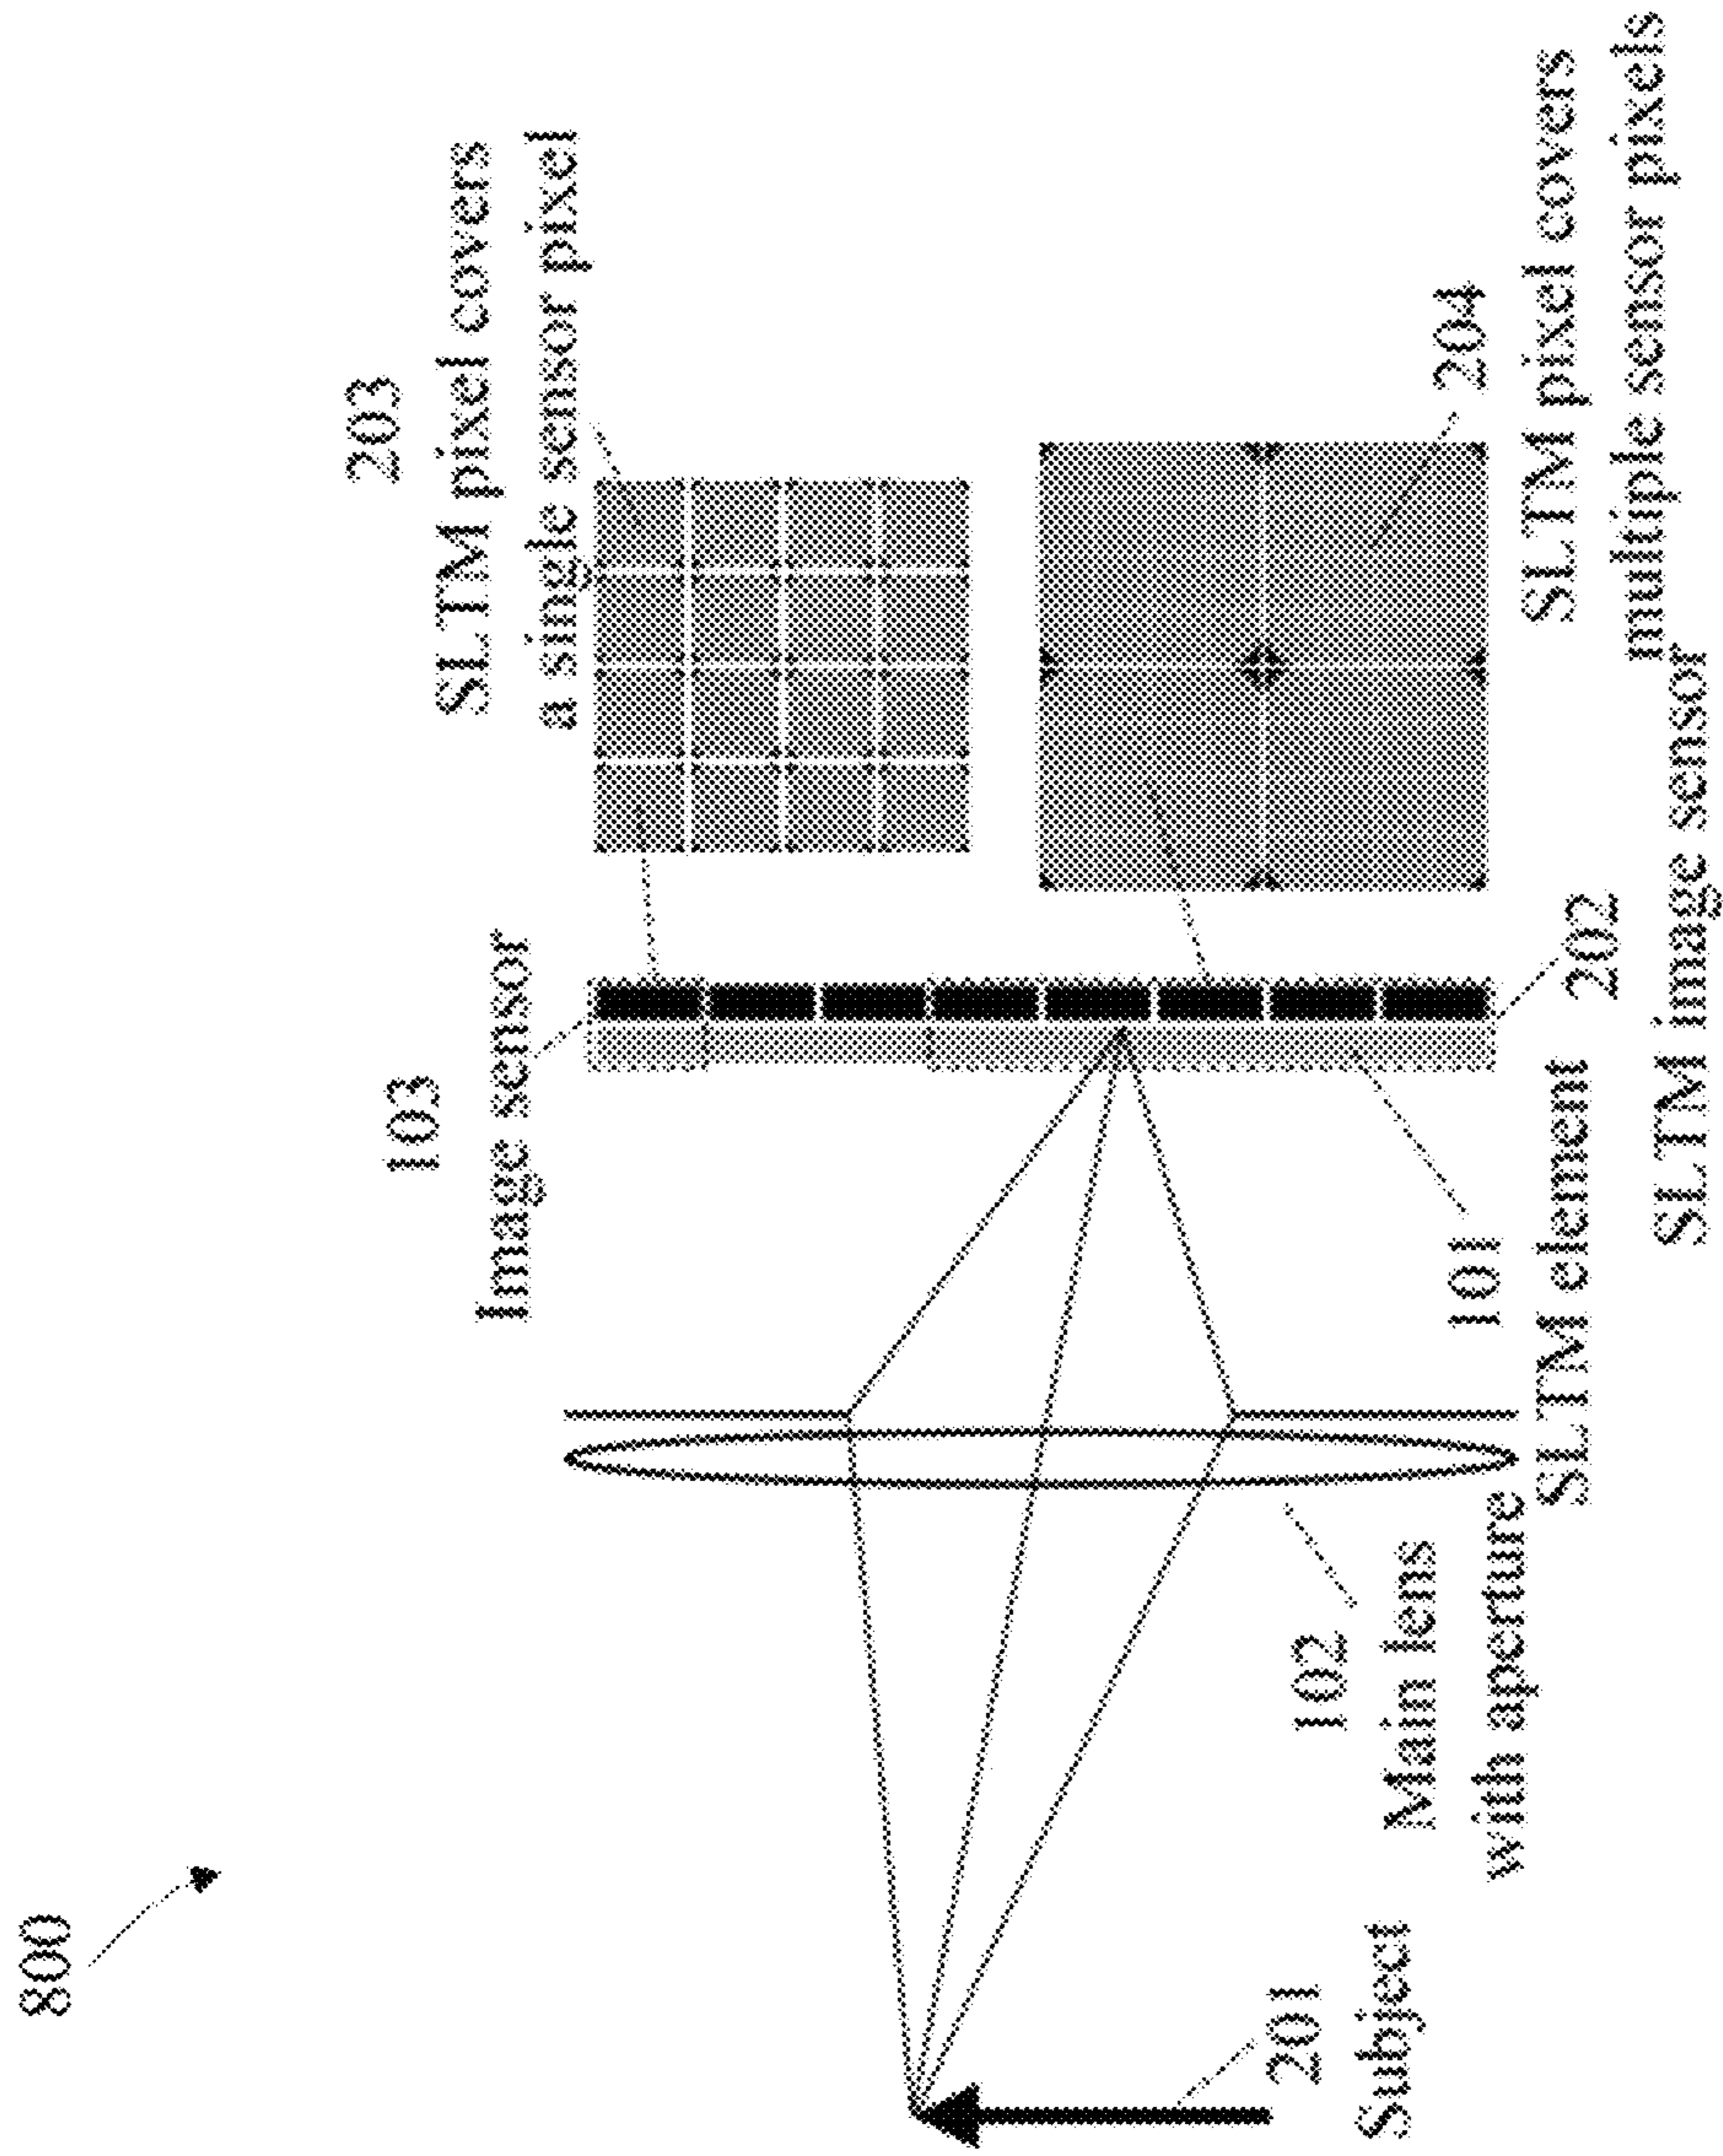 800
203
SLTM pixel covers
a single sensor pixel
103
Image sensor
204
SLTM pixel covers
multiple sensor pixels
202
SLTM image sensor
101
SLTM element
102
Main lens
with aperture
201
Subject